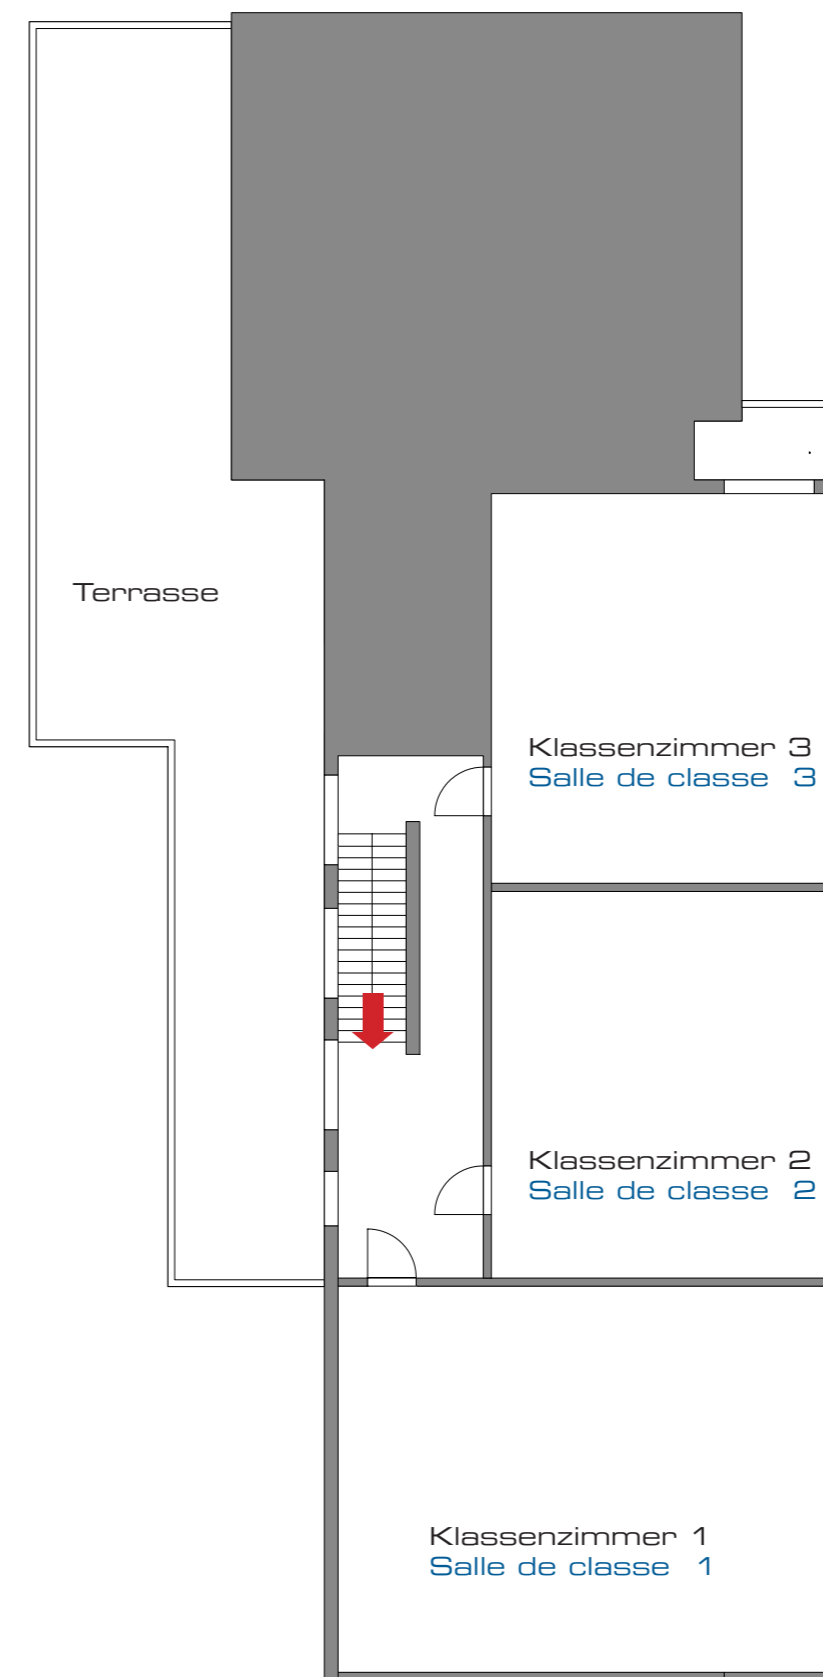 Terrasse
Klassenzimmer 3
Salle de classe 3
Klassenzimmer 2
Salle de classe 2
Klassenzimmer 1
Salle de classe 1